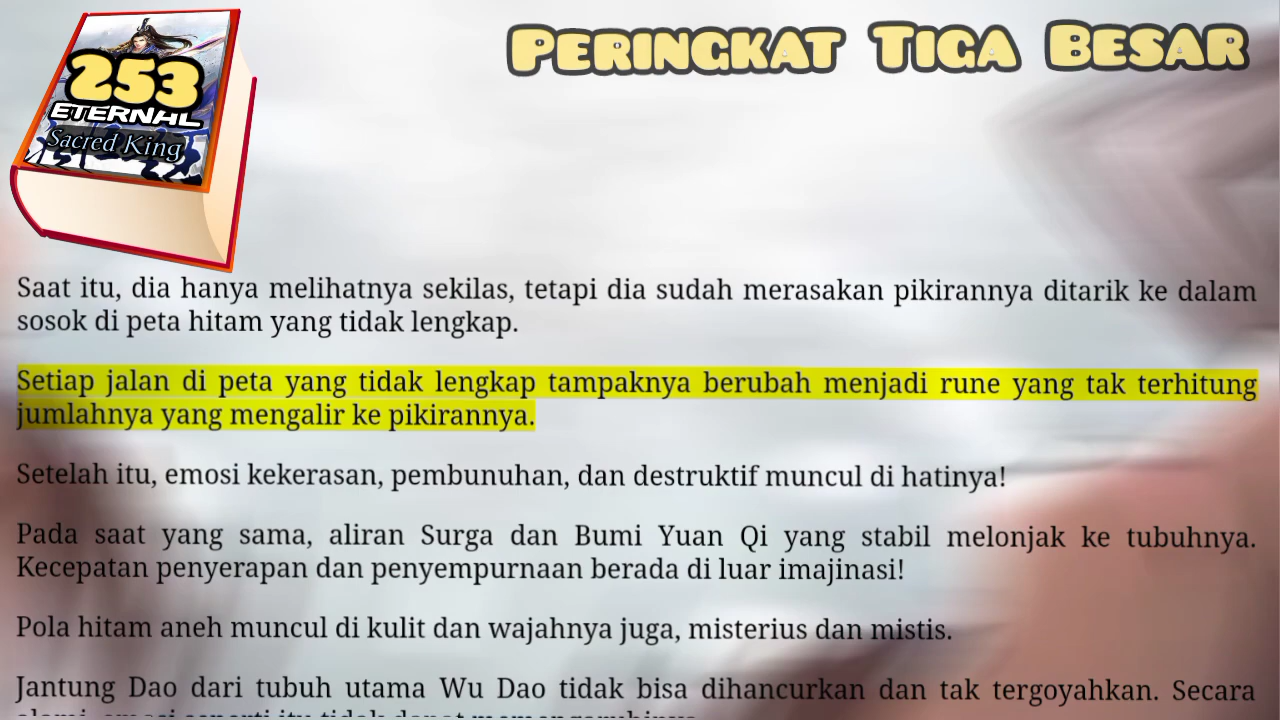 Peringkat Tiga Besar
253
ETERNAL
Sacred King
Saat itu, dia hanya melihatnya sekilas, tetapi dia sudah merasakan pikirannya ditarik ke dalam
sosok di peta hitam yang tidak lengkap.
Setiap jalan di peta yang tidak lengkap tampaknya berubah menjadi rune yang tak terhitung
jumlahnya yang mengalir ke pikirannya.
Setelah itu, emosi kekerasan, pembunuhan, dan destruktif muncul di hatinya!
Pada saat yang sama, aliran Surga dan Bumi Yuan Qi yang stabil melonjak ke tubuhnya.
Kecepatan penyerapan dan penyempurnaan berada di luar imajinasi!
Pola hitam aneh muncul di kulit dan wajahnya juga, misterius dan mistis.
Jantung Dao dari tubuh utama Wu Dao tidak bisa dihancurkan dan tak tergoyahkan. Secara